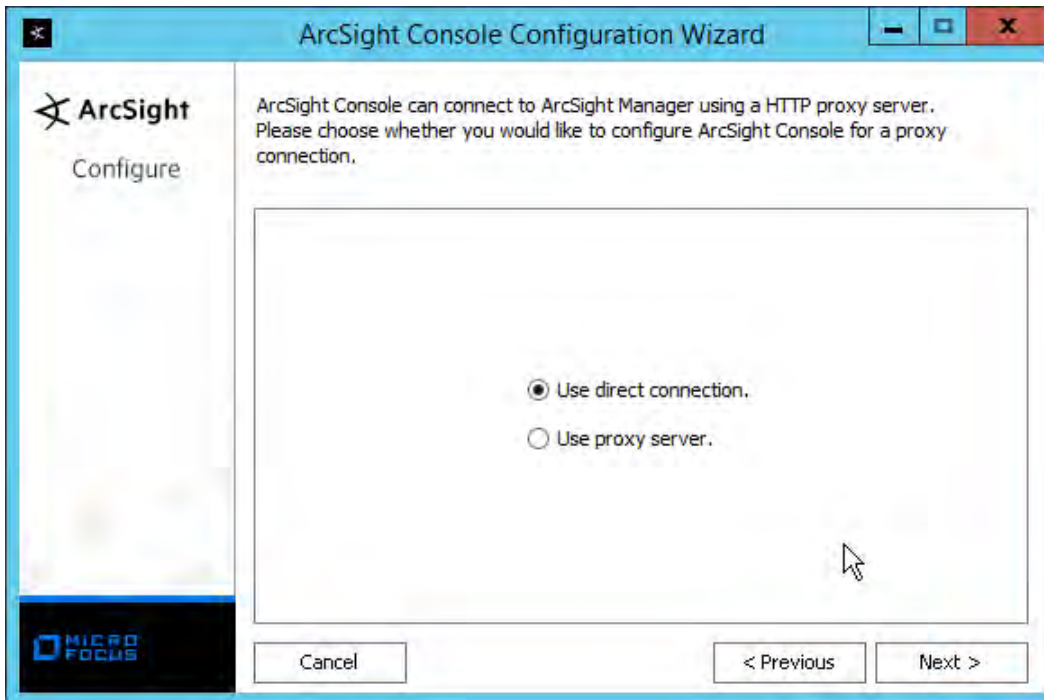 ArcSight Console Configuration Wizard
ArcSight
Configure
ArcSight Console can connect to ArcSight Manager using a HTTP proxy server.
Please choose whether you would like to configure ArcSight Console for a proxy
connection.
Use direct connection.
Use proxy server.
MICRO
FOCUS
Cancel
< Previous
Next >